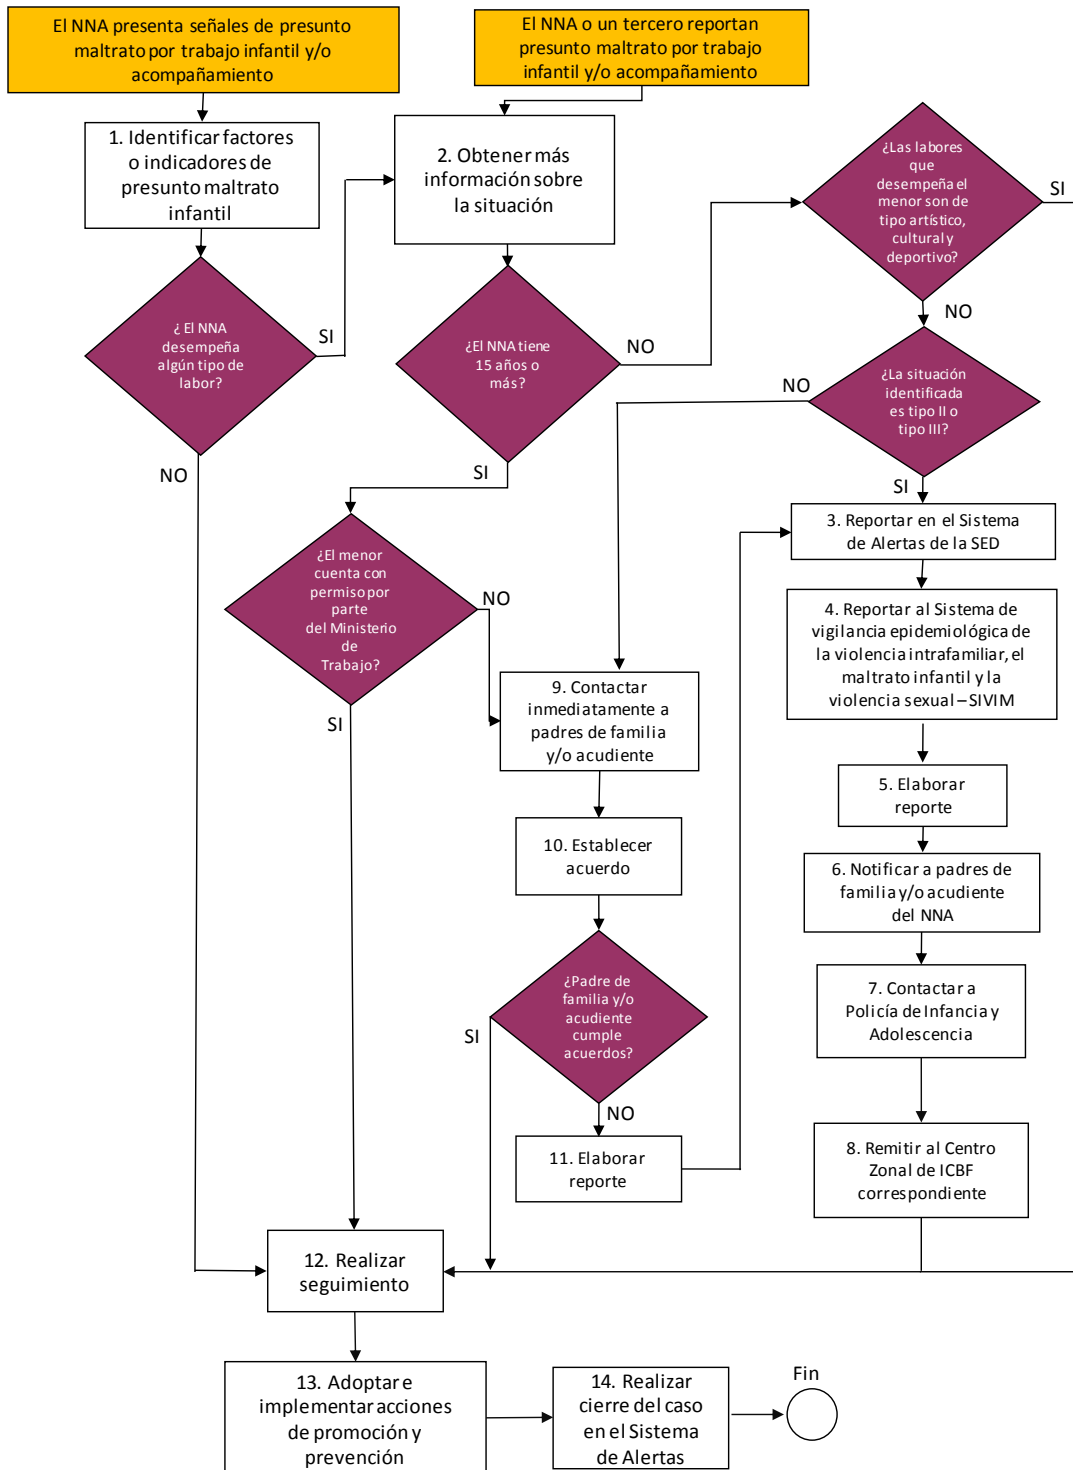 El NNA presenta señales de presunto
maltrato por trabajo infantil y/o
acompañamiento
El NNA o un tercero reportan
presunto maltrato por trabajo
infantil y/o acompañamiento
1. Identificar factores
o indicadores de
presunto maltrato
infantil
2. Obtener más
información sobre
la situación
¿Las labores
que
desempeña el
menor son de
tipo artístico,
cultural y
deportivo?
SI
NO
¿ El NNA
desempeña
algún tipo de
labor?
SI
NO
¿El NNA tiene
15 años o
más?
NO
SI
¿La situación
identificada
es tipo II o
tipo III?
NO
SI
¿El menor
cuenta con
permiso por
parte
del Ministerio
de
Trabajo?
NO
SI
3. Reportar en el Sistema
de Alertas de la SED
4. Reportar al Sistema de
vigilancia epidemiológica de
la violencia intrafamiliar, el
maltrato infantil y la
violencia sexual – SIVIM
5. Elaborar
reporte
6. Notificar a padres de
familia y/o acudiente
del NNA
7. Contactar a
Policía de Infancia y
Adolescencia
8. Remitir al Centro
Zonal de ICBF
correspondiente
9. Contactar
inmediatamente a
padres de familia
y/o acudiente
10. Establecer
acuerdo
¿Padre de
familia y/o
acudiente
cumple
acuerdos?
SI
NO
11. Elaborar
reporte
12. Realizar
seguimiento
13. Adoptar e
implementar acciones
de promoción y
prevención
14. Realizar
cierre del caso
en el Sistema
de Alertas
Fin